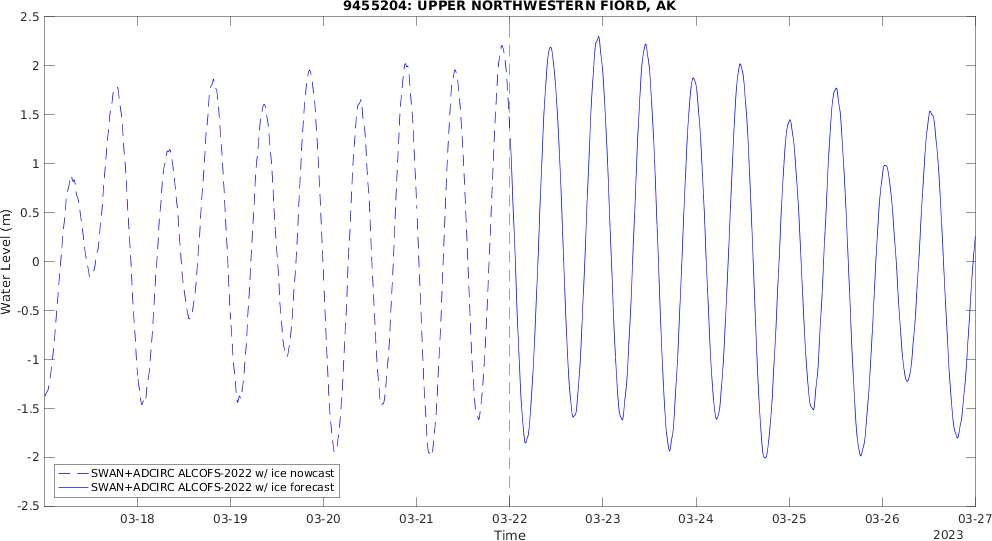 9455204: UPPER NORTHWESTERN FIORD, AK
2.5
2
1.5
1
0.5
0
-0.5
-1
-1.5
-2
-2.5
Water Level (m)
SWAN+ADCIRC ALCOFS-2022 w/ ice nowcast
SWAN+ADCIRC ALCOFS-2022 w/ ice forecast
03-18 03-19 03-20 03-21 03-22 03-23 03-24 03-25 03-26 03-27
Time
2023